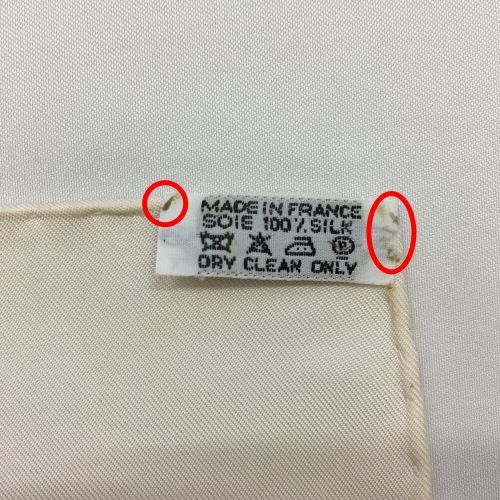 MADE IN FRANCE
SOIE 100% SILK
P
DRY CLEAN ONLY